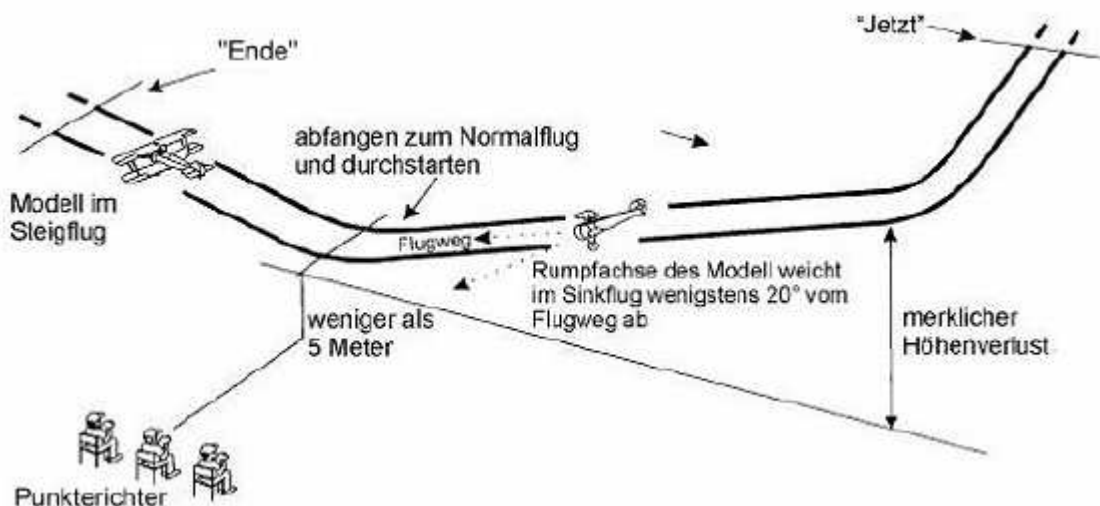 "Jetzt"
"Ende"
abfangen zum Normalflug
und durchstarten
Modell im
Sleigflug
Flugweg
Rumpfachse des Modell weicht
im Sinkflug wenigstens 20° vom
Flugweg ab
weniger als
5 Meter
merklicher
Höhenverlust
Punkterichter